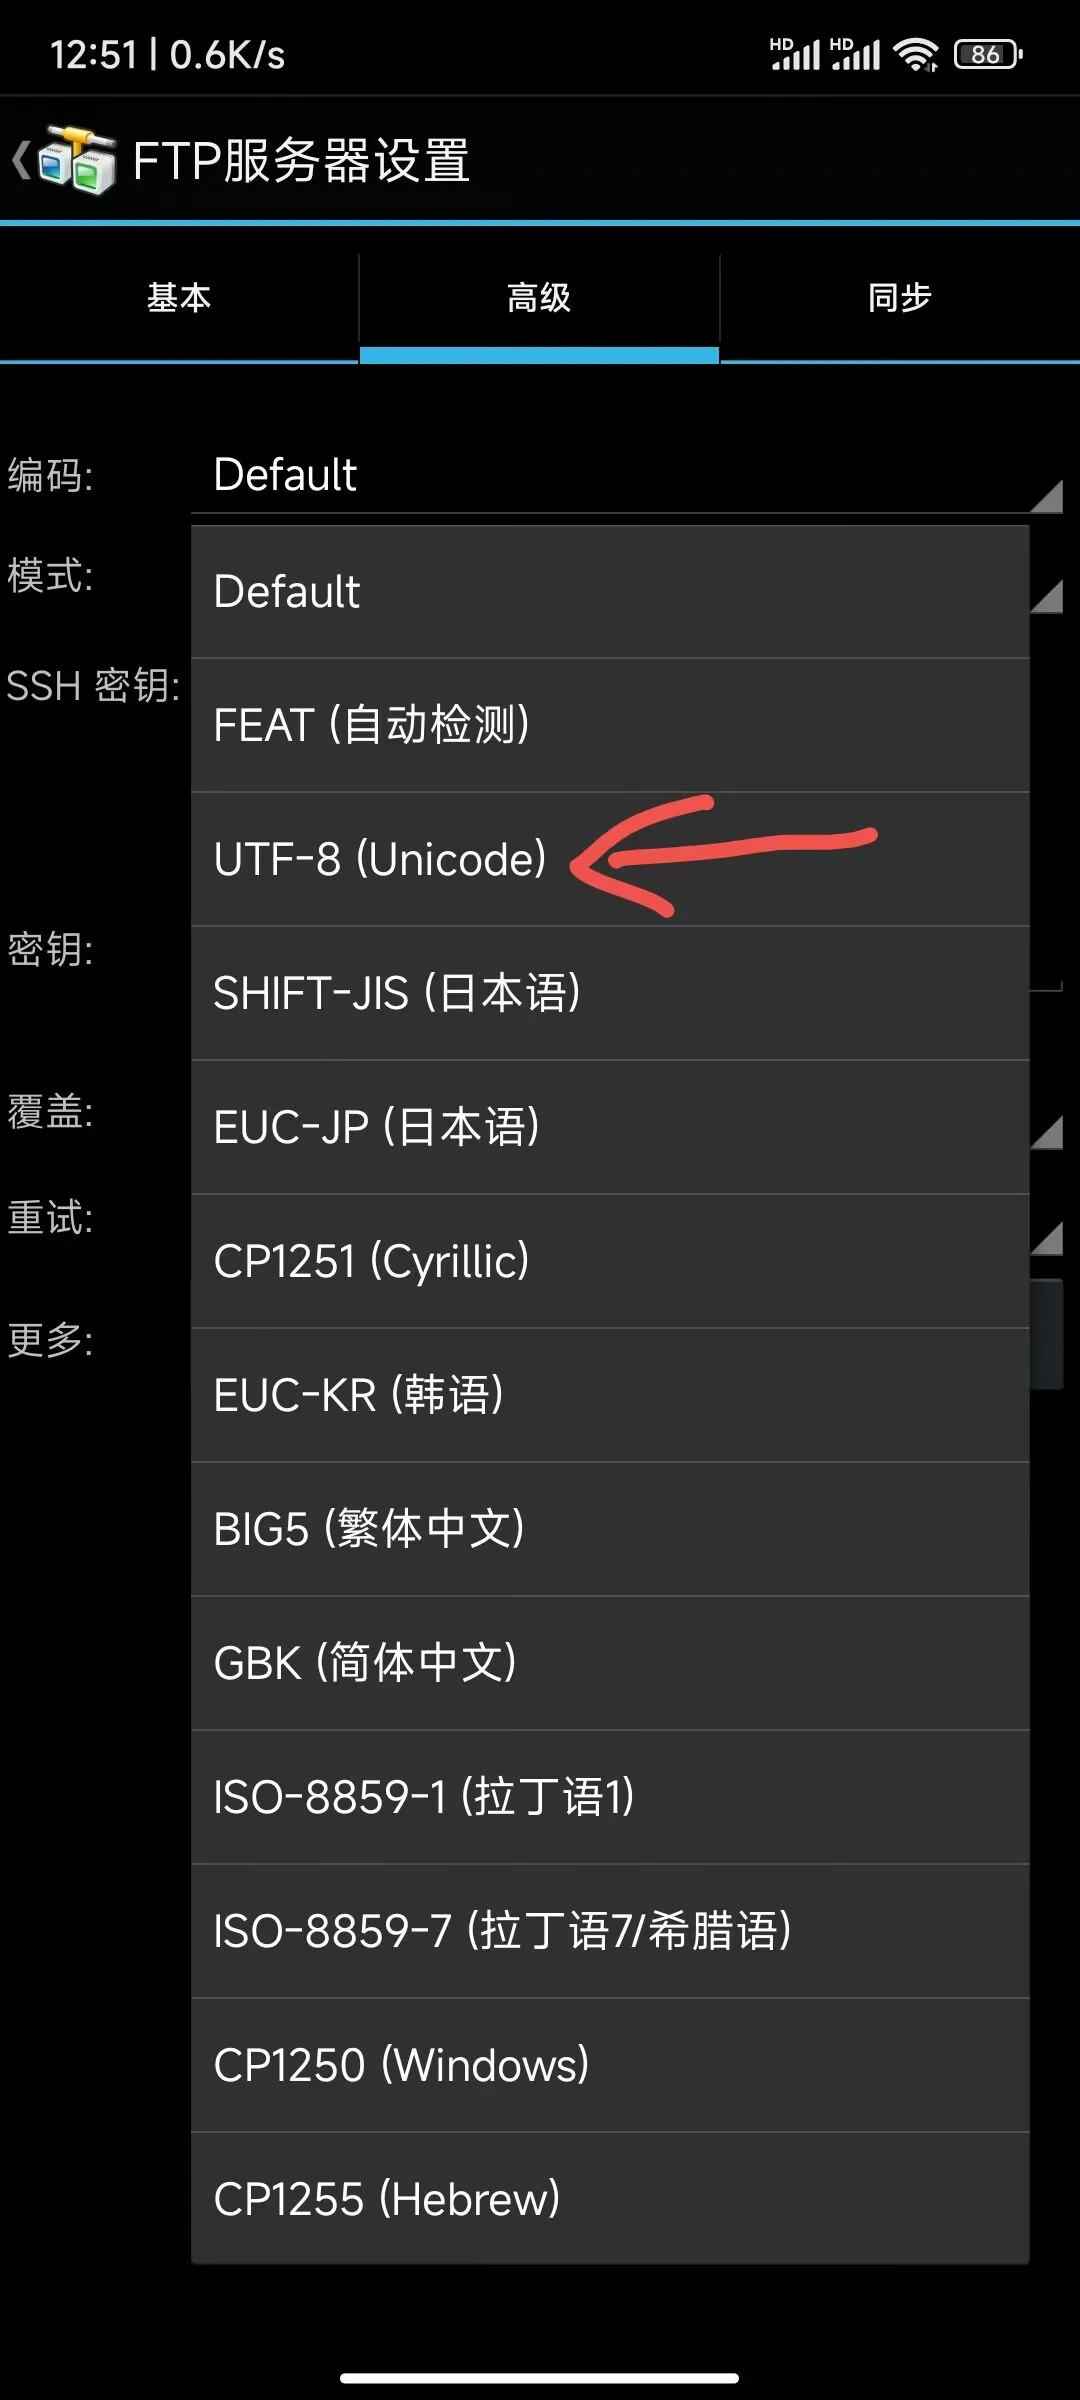 12:51 | 0.6K/s HD HD 86
FTP服务器设置
基本 高级 同步
编码: Default
模式:
SSH 密钥:
密钥:
覆盖:
重试:
更多:
Default
FEAT (自动检测)
UTF-8 (Unicode)
SHIFT-JIS (日本语)
EUC-JP (日本语)
CP1251 (Cyrillic)
EUC-KR (韩语)
BIG5 (繁体中文)
GBK (简体中文)
ISO-8859-1 (拉丁语1)
ISO-8859-7 (拉丁语7/希腊语)
CP1250 (Windows)
CP1255 (Hebrew)